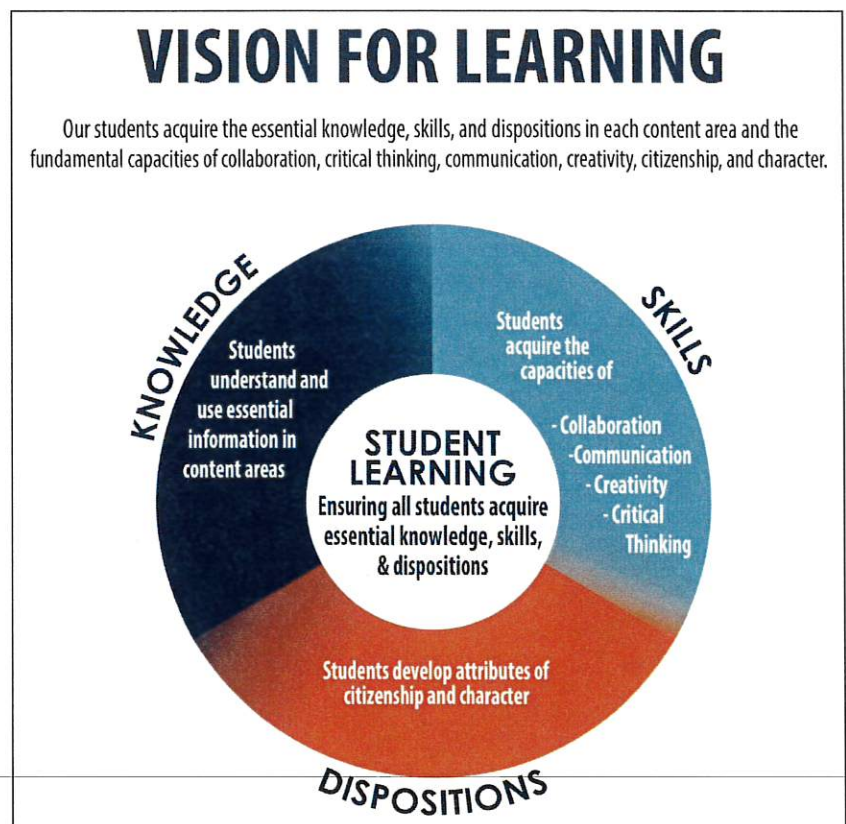 VISION FOR LEARNING
Our students acquire the essential knowledge, skills, and dispositions in each content area and the
fundamental capacities of collaboration, critical thinking, communication, creativity, citizenship, and character.
KNOWLEDGE
Students
understand and
use essential
information in
content areas
SKILLS
Students
acquire the
capacities of
- Collaboration
-Communication
- Creativity
- Critical
Thinking
STUDENT
LEARNING
Ensuring all students acquire
essential knowledge, skills,
& dispositions
Students develop attributes of
citizenship and character
DISPOSITIONS